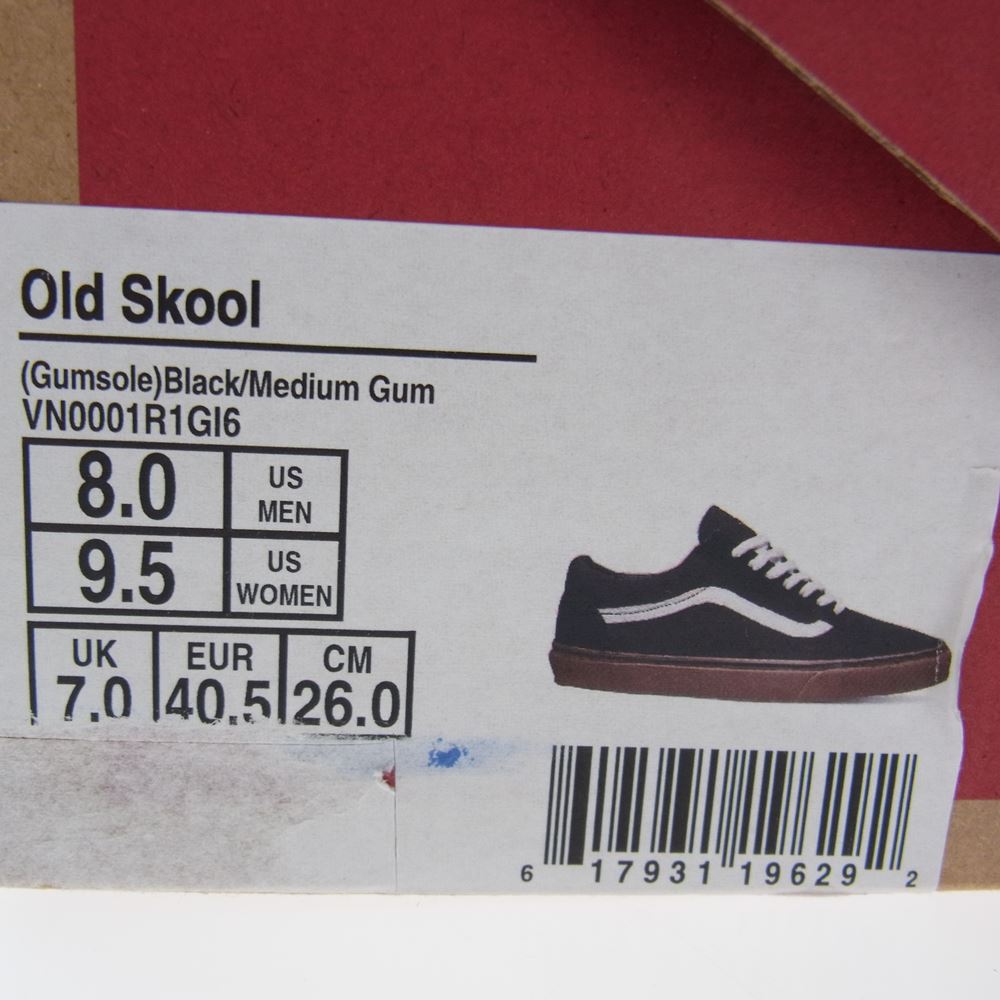 Old Skool
(Gumsole)Black/Medium Gum
VN0001R1GI6
8.0 US MEN
9.5 US WOMEN
UK EUR CM
7.0 40.5 26.0
6 17931 19629 2